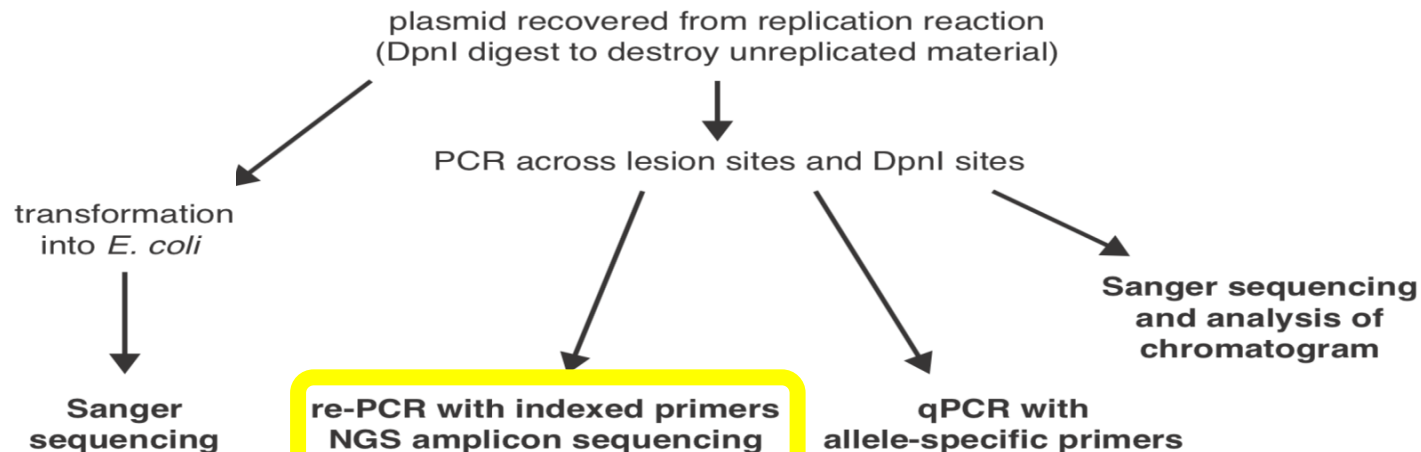 plasmid recovered from replication reaction
(DpnI digest to destroy unreplicated material)
PCR across lesion sites and DpnI sites
transformation
into E. coli
Sanger sequencing
and analysis of
chromatogram
Sanger
sequencing
re-PCR with indexed primers
NGS amplicon sequencing
qPCR with
allele-specific primers